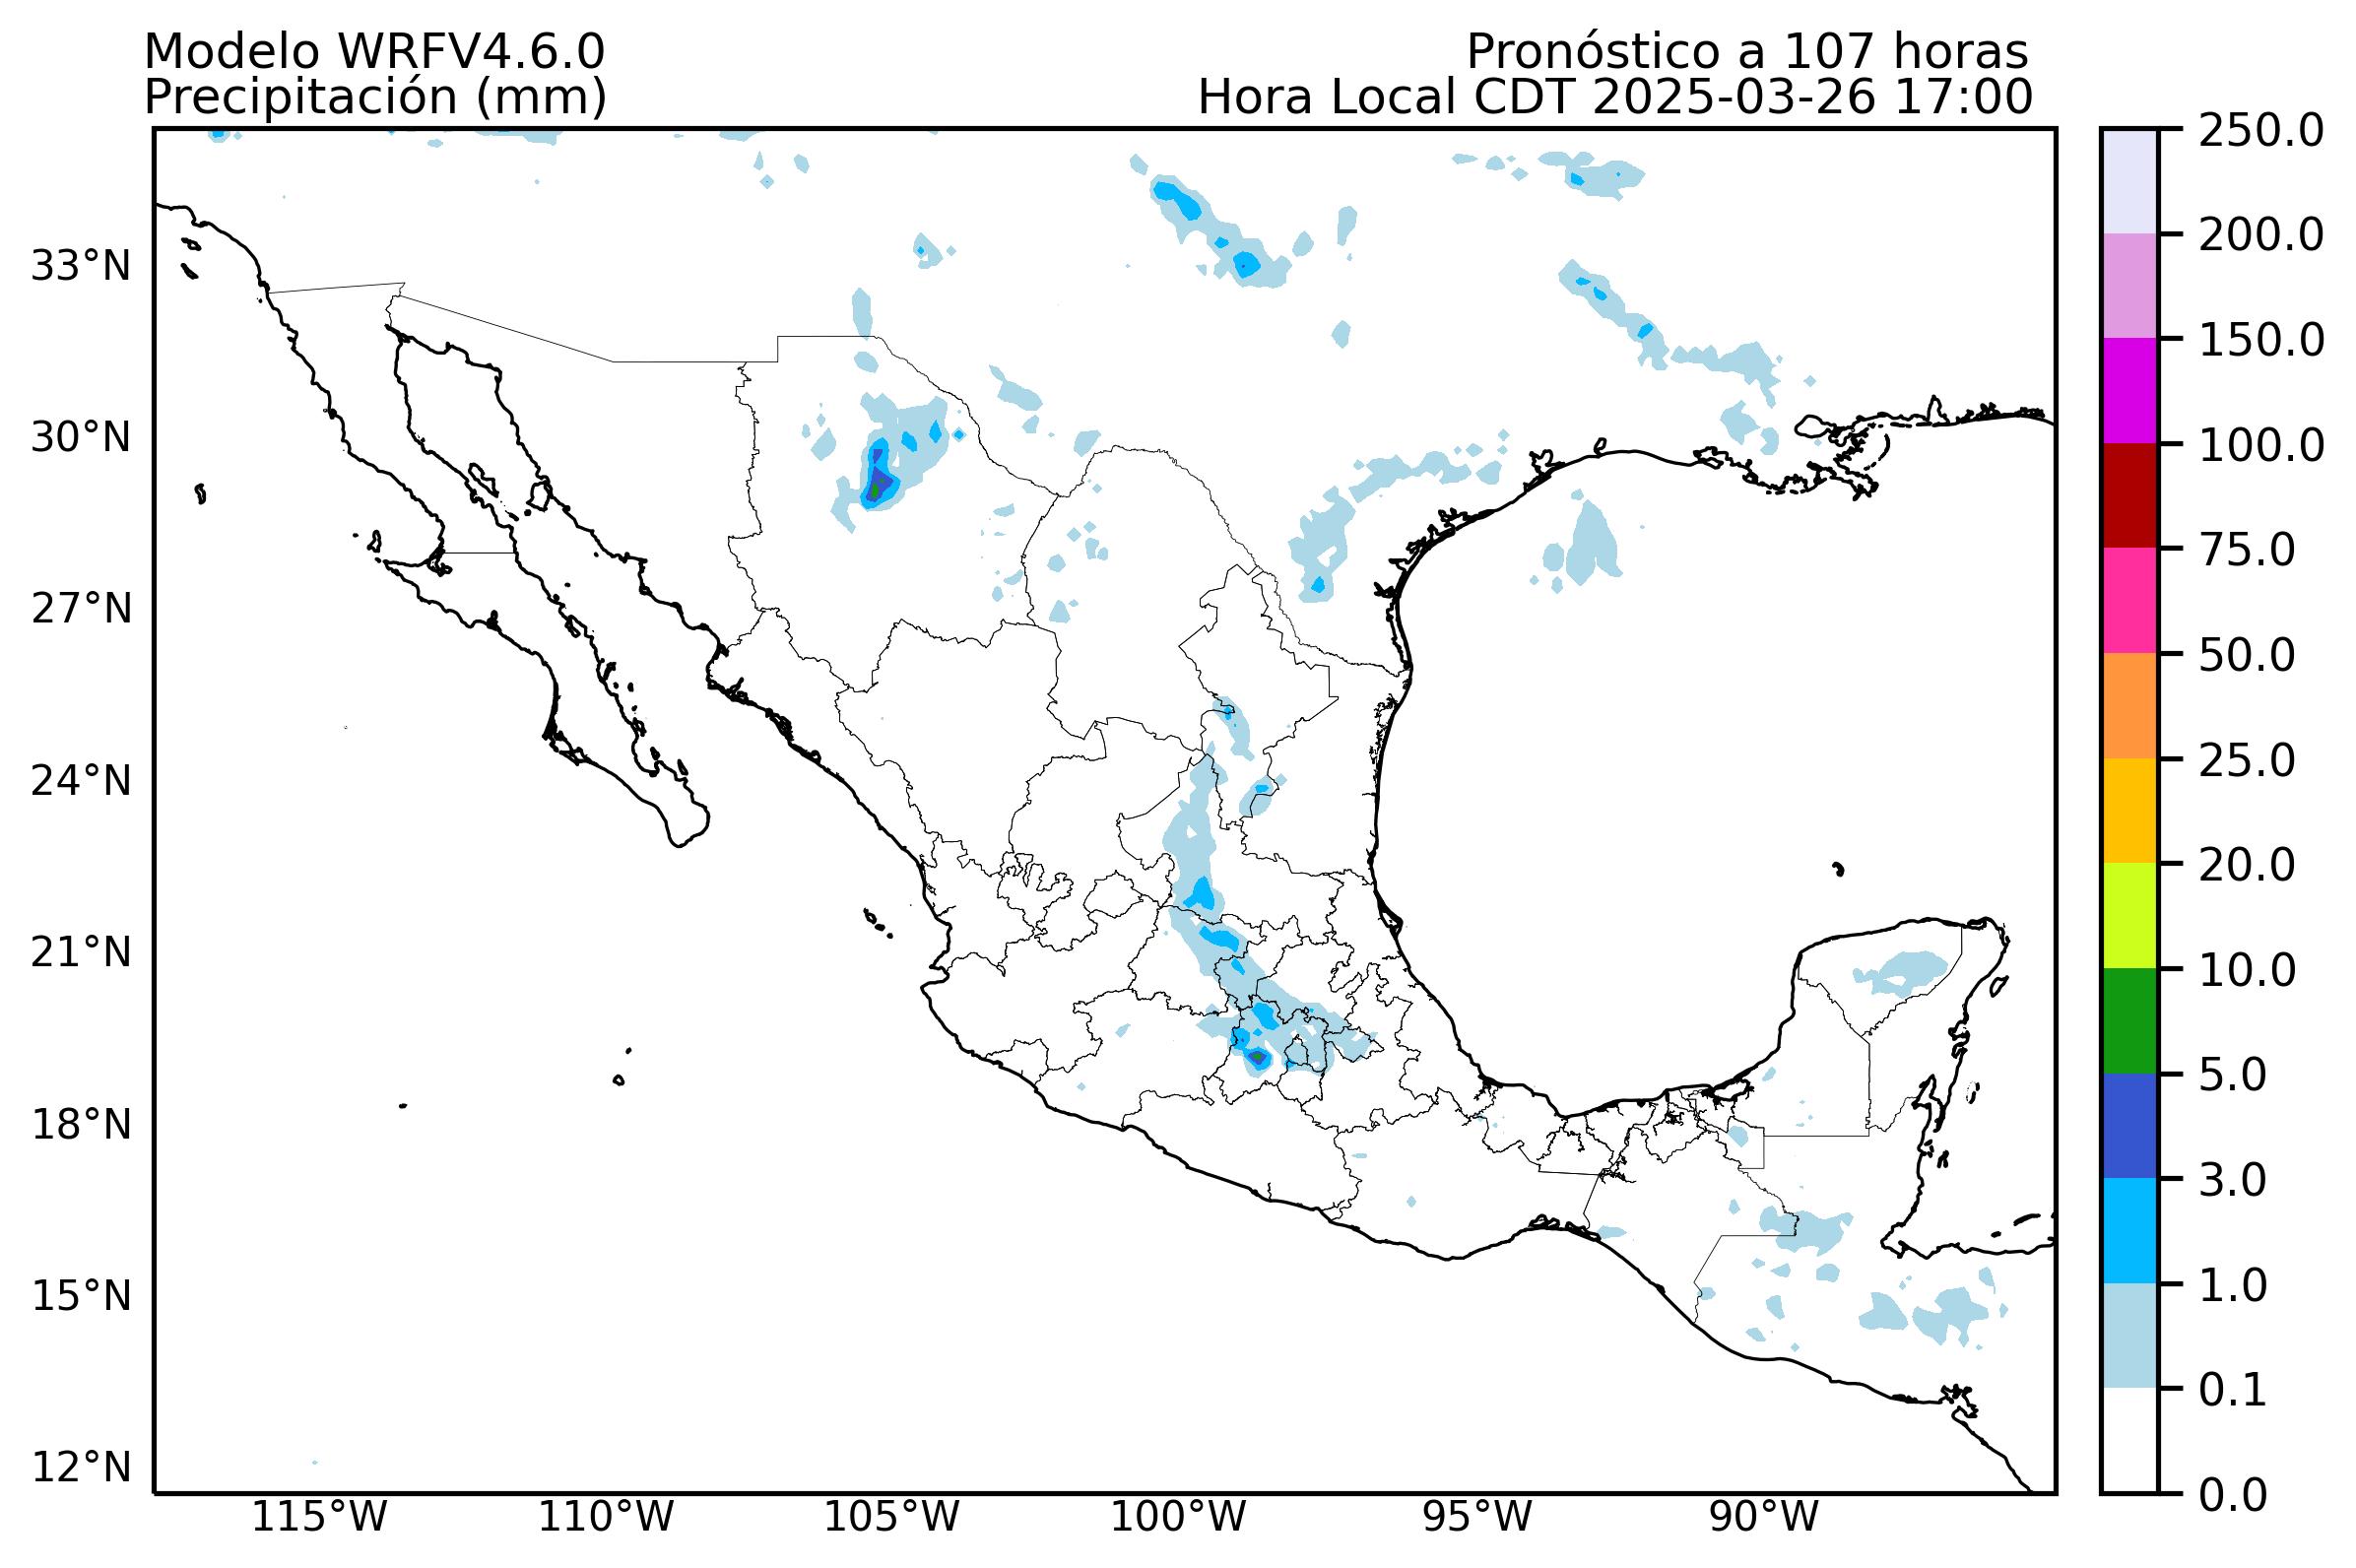 Modelo WRFV4.6.0
Pronóstico a 107 horas
Precipitación (mm)
Hora Local CDT 2025-03-26 17:00
33°N
30°N
27°N
24°N
21°N
18°N
15°N
12°N
115°W
110°W
105°W
100°W
95°W
90°W
250.0
200.0
150.0
100.0
75.0
50.0
25.0
20.0
10.0
5.0
3.0
1.0
0.1
0.0